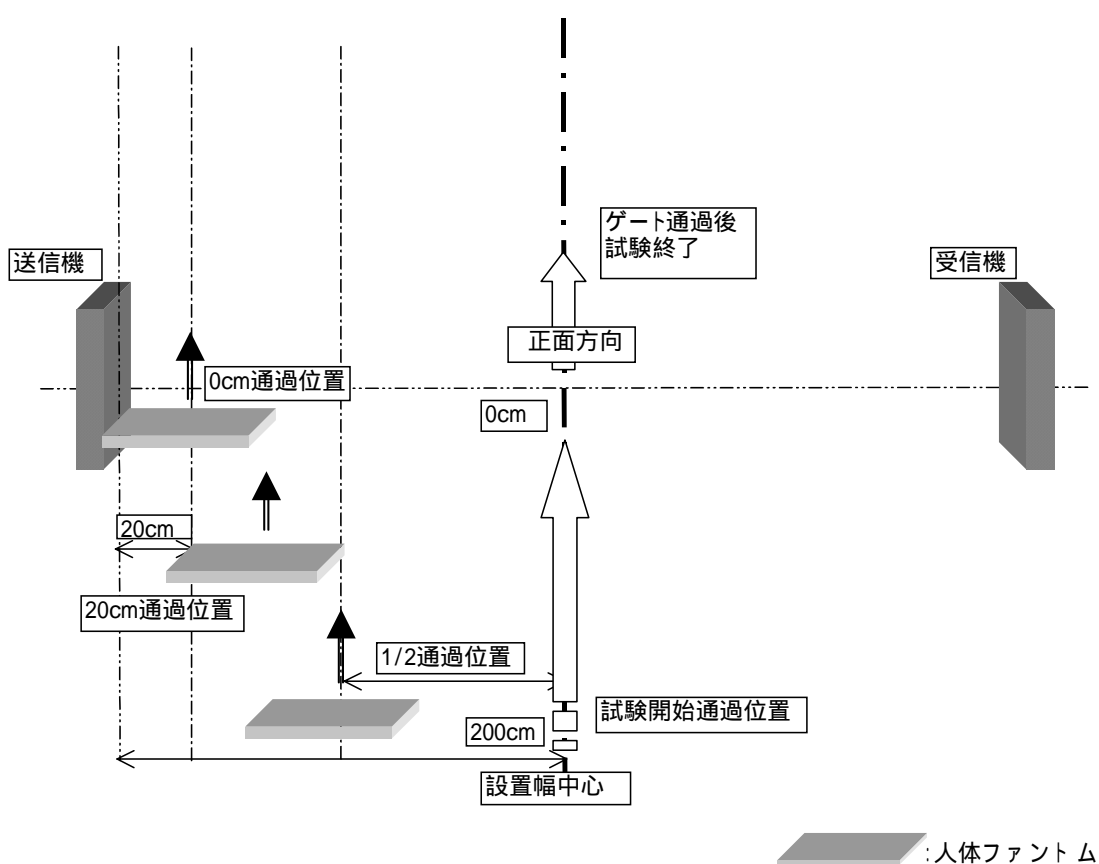 ゲート通過後
試験終了
送信機
受信機
正面方向
0cm通過位置
0cm
20cm
20cm通過位置
1/2通過位置
試験開始通過位置
200cm
設置幅中心
:人体ファントム